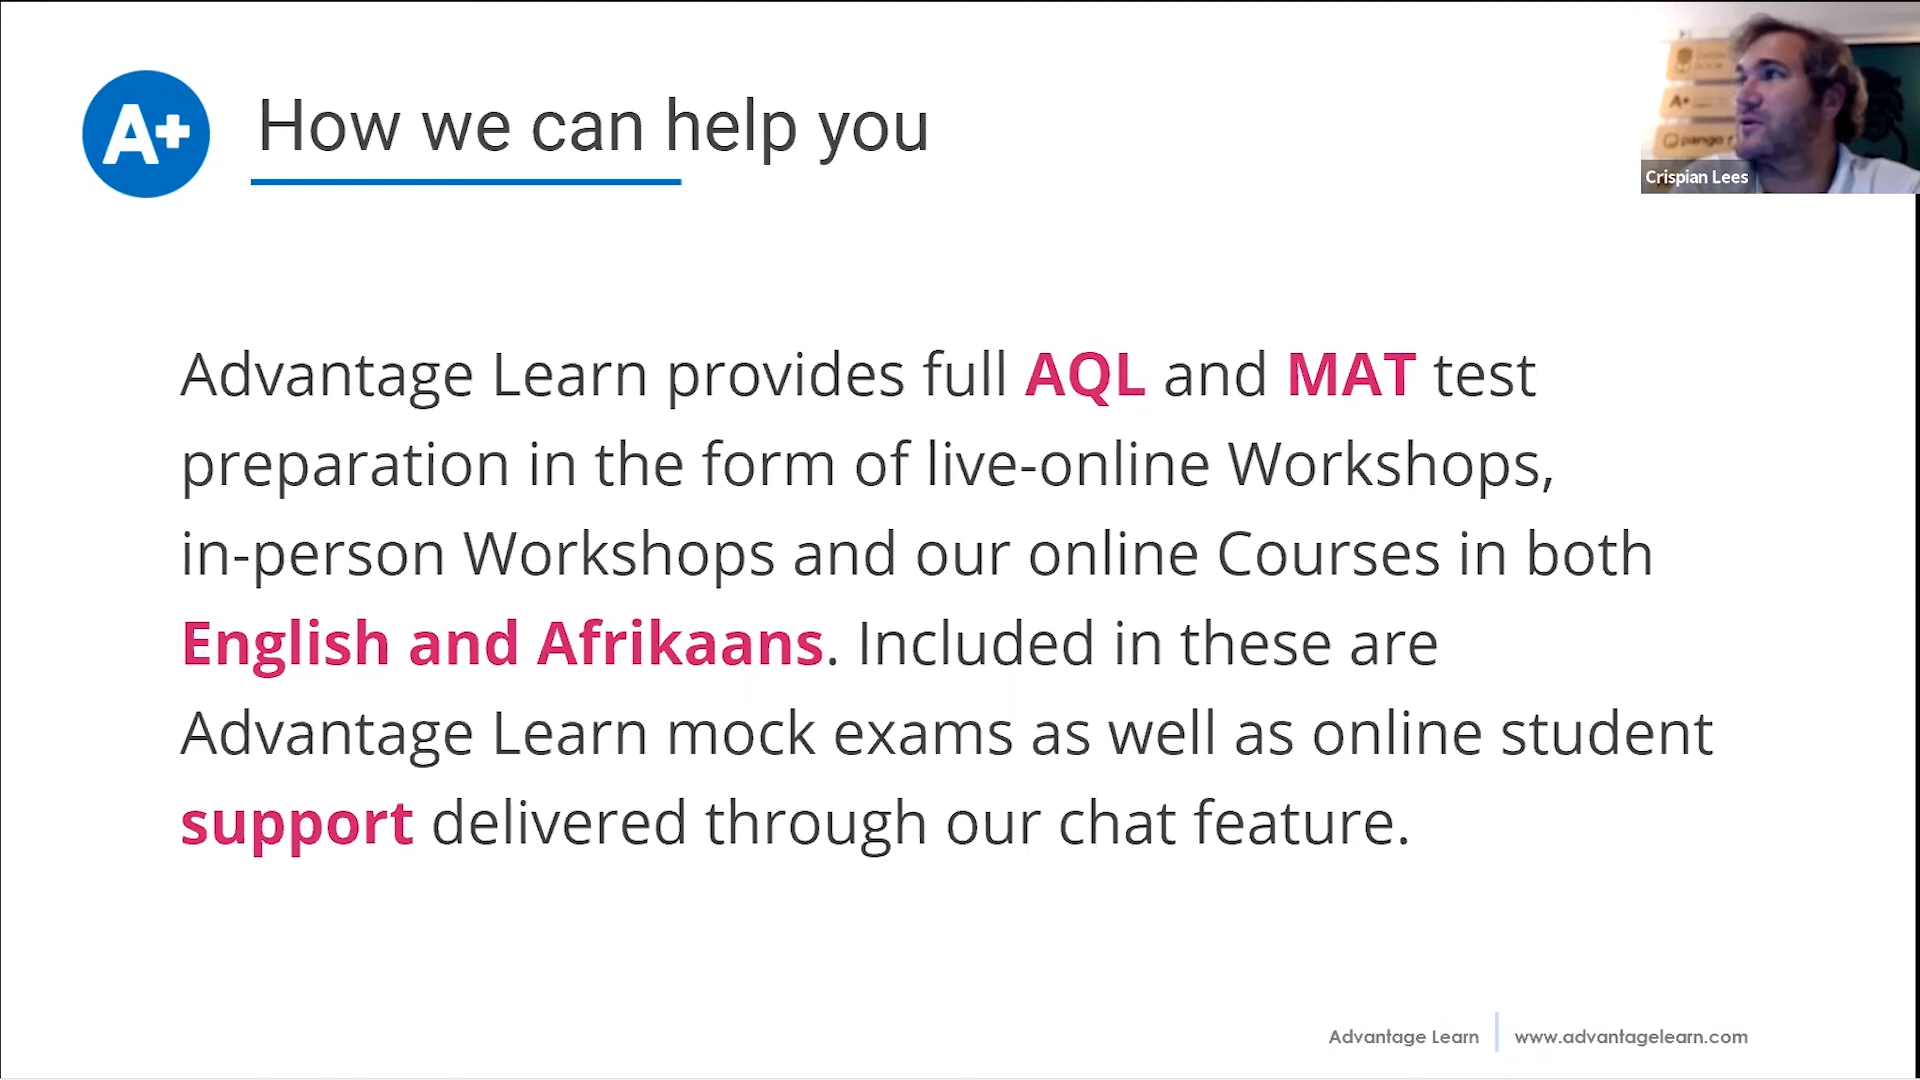 A+
How we can help you
A+
pango
Crispian Lees
Advantage Learn provides full AQL and MAT test
preparation in the form of live-online Workshops,
in-person Workshops and our online Courses in both
English and Afrikaans. Included in these are
Advantage Learn mock exams as well as online student
support delivered through our chat feature.
Advantage Learn
www.advantagelearn.com